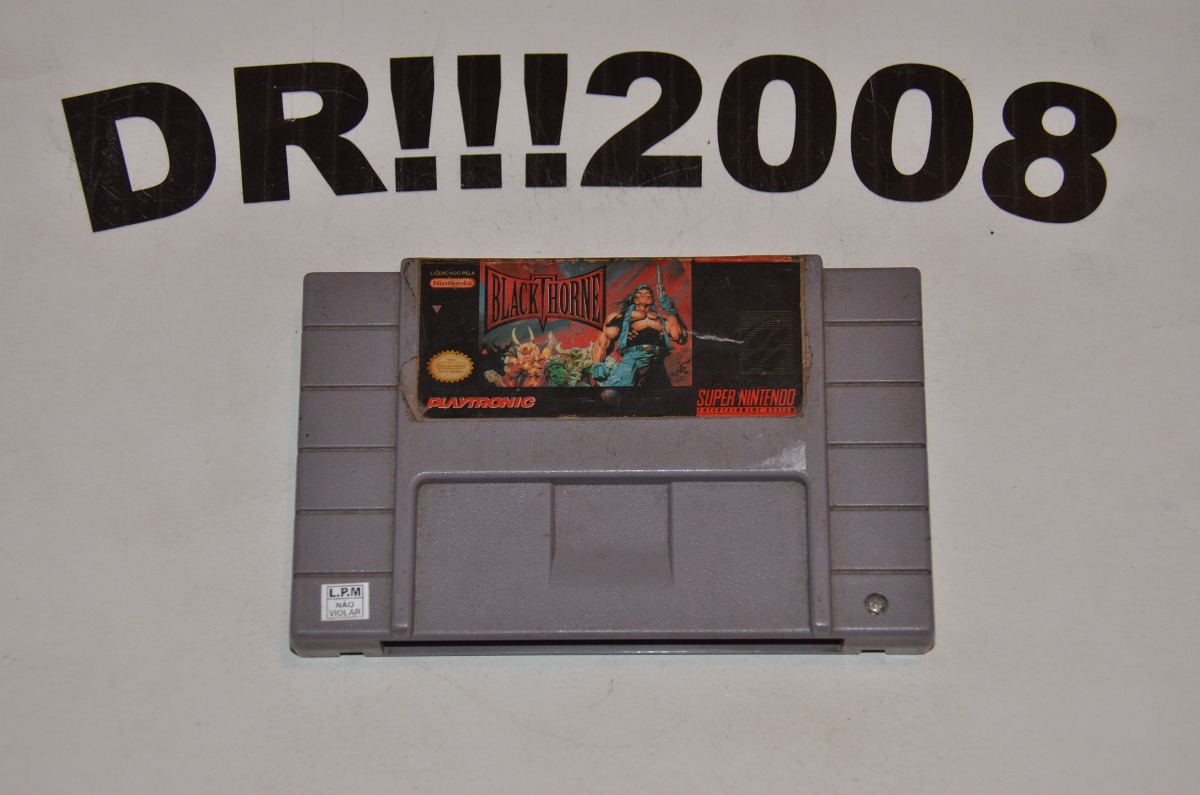 DR!!!2008
LICENCIADO PELA
Nintendo
BLACKTHORNE
PLAYTRONIC
SUPER NINTENDO
ENTERTAINMENT SYSTEM
L.P.M
NÃO
VIOLAR